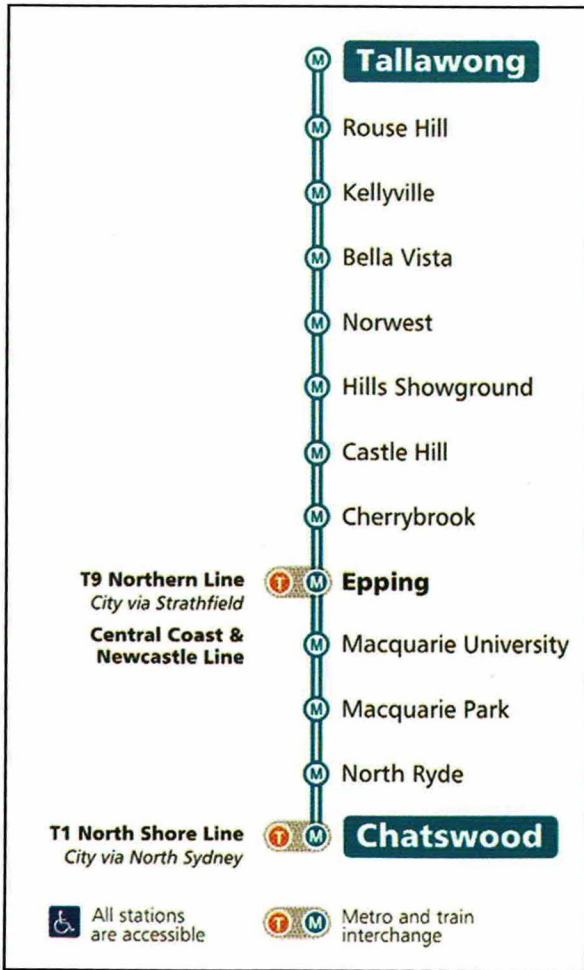 M Tallawong
M Rouse Hill
M Kellyville
M Bella Vista
M Norwest
M Hills Showground
M Castle Hill
M Cherrybrook
T9 Northern Line
City via Strathfield
T M Epping
Central Coast &
Newcastle Line
M Macquarie University
M Macquarie Park
M North Ryde
T1 North Shore Line
City via North Sydney
T M Chatswood
All stations
are accessible
T M Metro and train
interchange